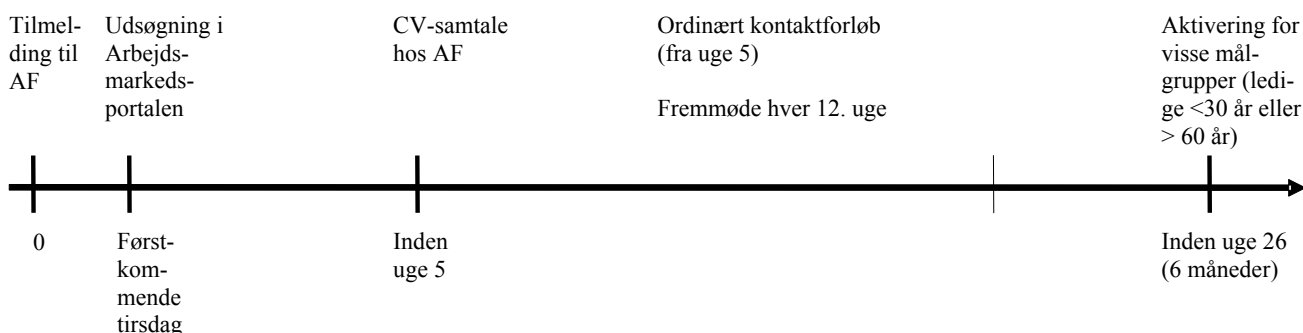 Tilmel-
ding til
AF
Udsøgning i
Arbejds-
markeds-
portalen
CV-samtale
hos AF
Ordinært kontaktforløb
(fra uge 5)
Fremmøde hver 12. uge
Aktivering for
visse mål-
grupper (ledi-
ge <30 år eller
> 60 år)
0
Først-
kom-
mende
tirsdag
Inden
uge 5
Inden uge 26
(6 måneder)